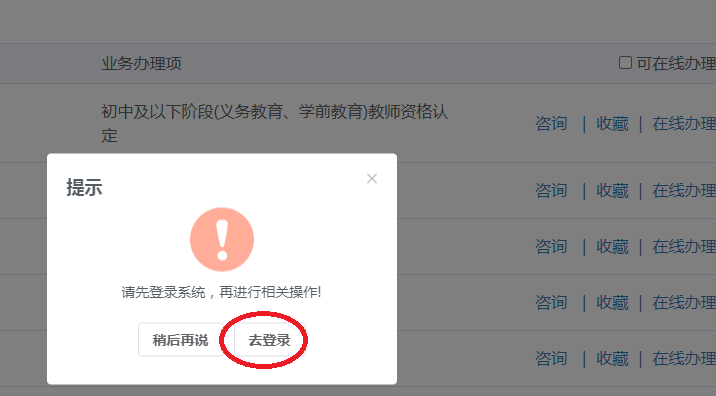 业务办理项
可在线办理
初中及以下阶段(义务教育、学前教育)教师资格认
定
咨询 | 收藏 | 在线办理
提示
咨询 | 收藏 | 在线办理
咨询 | 收藏 | 在线办理
请先登录系统，再进行相关操作!
咨询 | 收藏 | 在线办理
稍后再说
去登录
咨询 | 收藏 | 在线办理